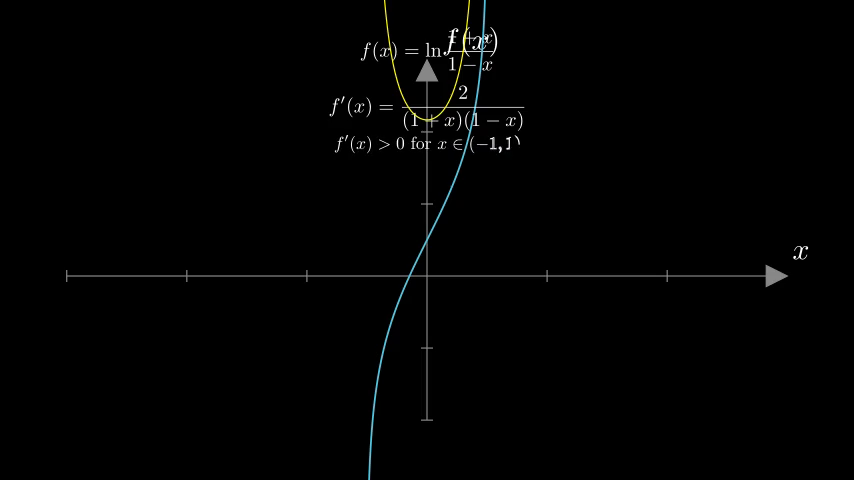 f(x)
f(x) = ln (1 + x)/(1 − x)
f′(x) = 2/((1 + x)(1 − x))
f′(x) > 0 for x ∈ (−1, 1)
x